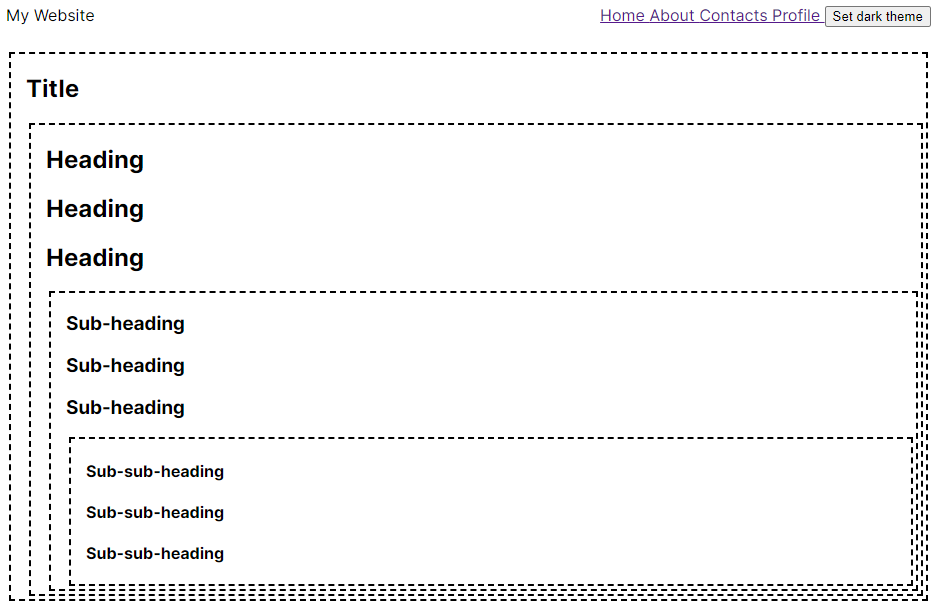 My Website Home About Contacts Profile Set dark theme
Title
Heading
Heading
Heading
Sub-heading
Sub-heading
Sub-heading
Sub-sub-heading
Sub-sub-heading
Sub-sub-heading